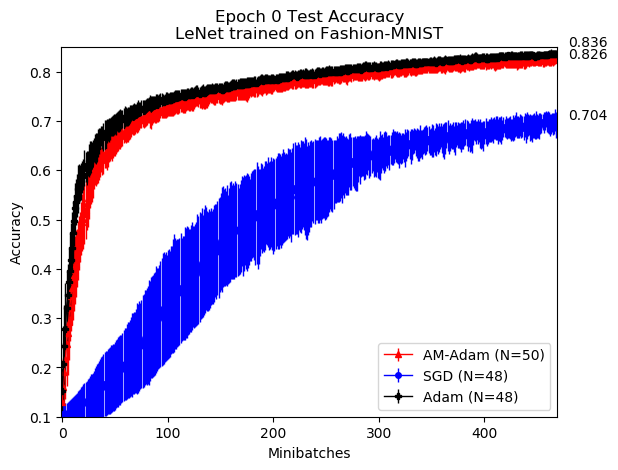 Epoch 0 Test Accuracy
LeNet trained on Fashion-MNIST
0.836
0.826
0.704
Accuracy
0.8
0.7
0.6
0.5
0.4
0.3
0.2
0.1
AM-Adam (N=50)
SGD (N=48)
Adam (N=48)
0
100
200
300
400
Minibatches